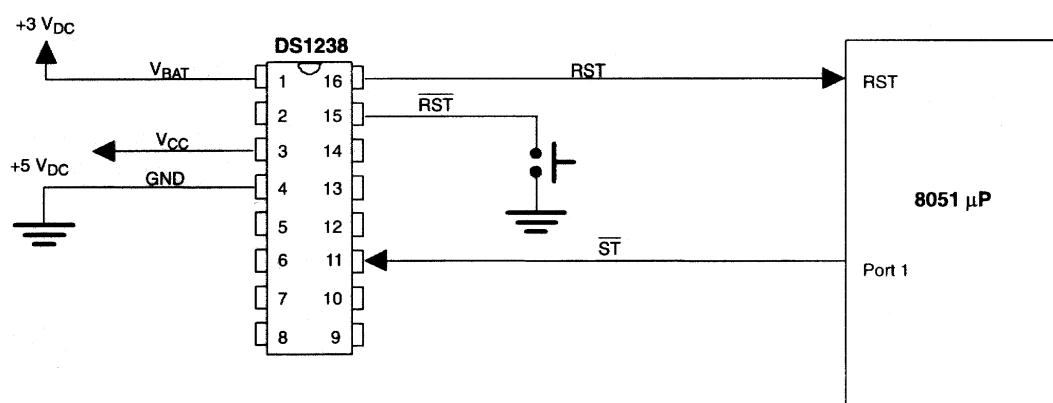 +3 VDC
DS1238
VBAT
1 16
RST
RST
2 15
RST
VCC
3 14
+5 VDC
GND
4 13
8051 μP
5 12
ST
6 11
Port 1
7 10
8 9